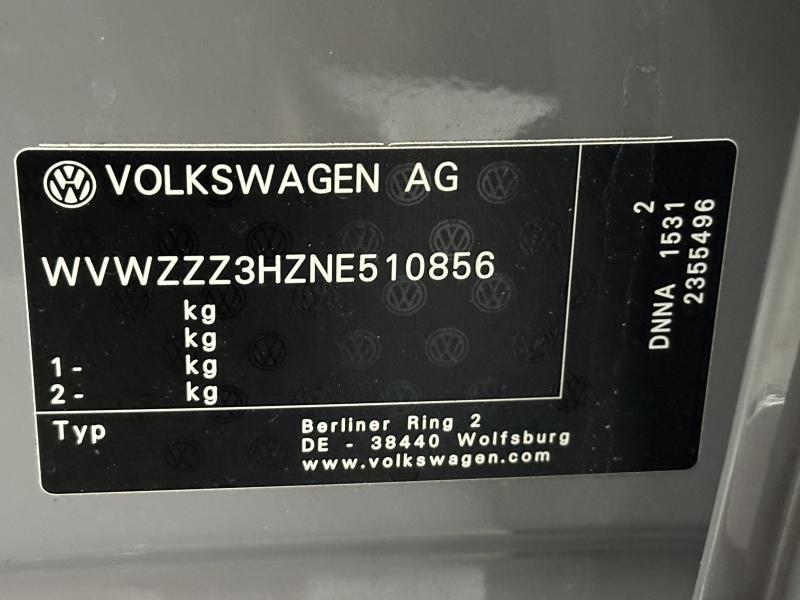 VOLKSWAGEN AG
WVWZZZ3HZNE510856
kg
kg
1- kg
2- kg
Typ
Berliner Ring 2
DE - 38440 Wolfsburg
www.volkswagen.com
2
DNNA 1531
2355496